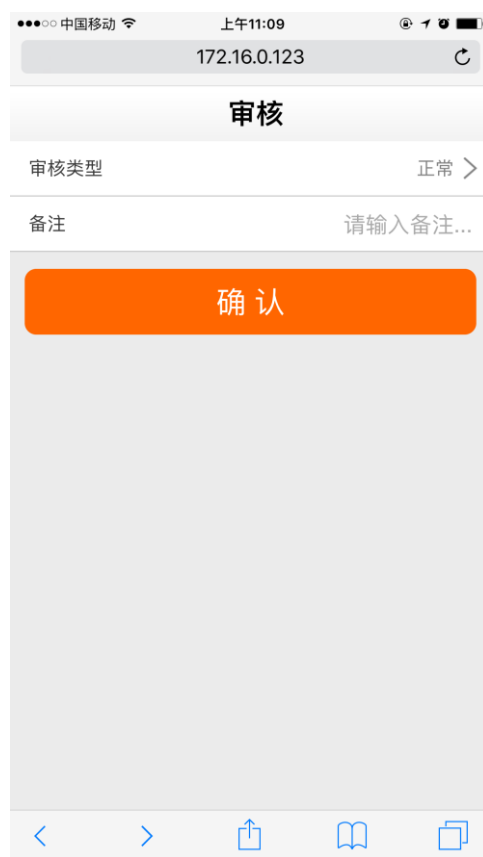 中国移动 上午11:09
172.16.0.123
审核
审核类型 正常
备注 请输入备注...
确认